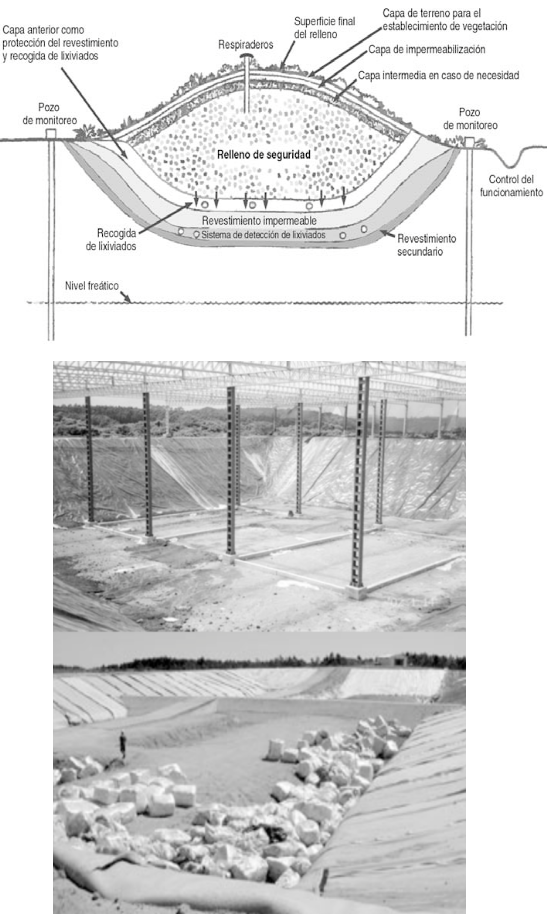 Capa anterior como
protección del revestimiento
y recogida de lixiviados
Respiraderos
Superficie final
del relleno
Capa de terreno para el
establecimiento de vegetación
Capa de impermeabilización
Capa intermedia en caso de necesidad
Pozo
de monitoreo
Pozo
de monitoreo
Relleno de seguridad
Control del
funcionamiento
Recogida
de lixiviados
Revestimiento impermeable
Sistema de detección de lixiviados
Revestimiento
secundario
Nivel freático